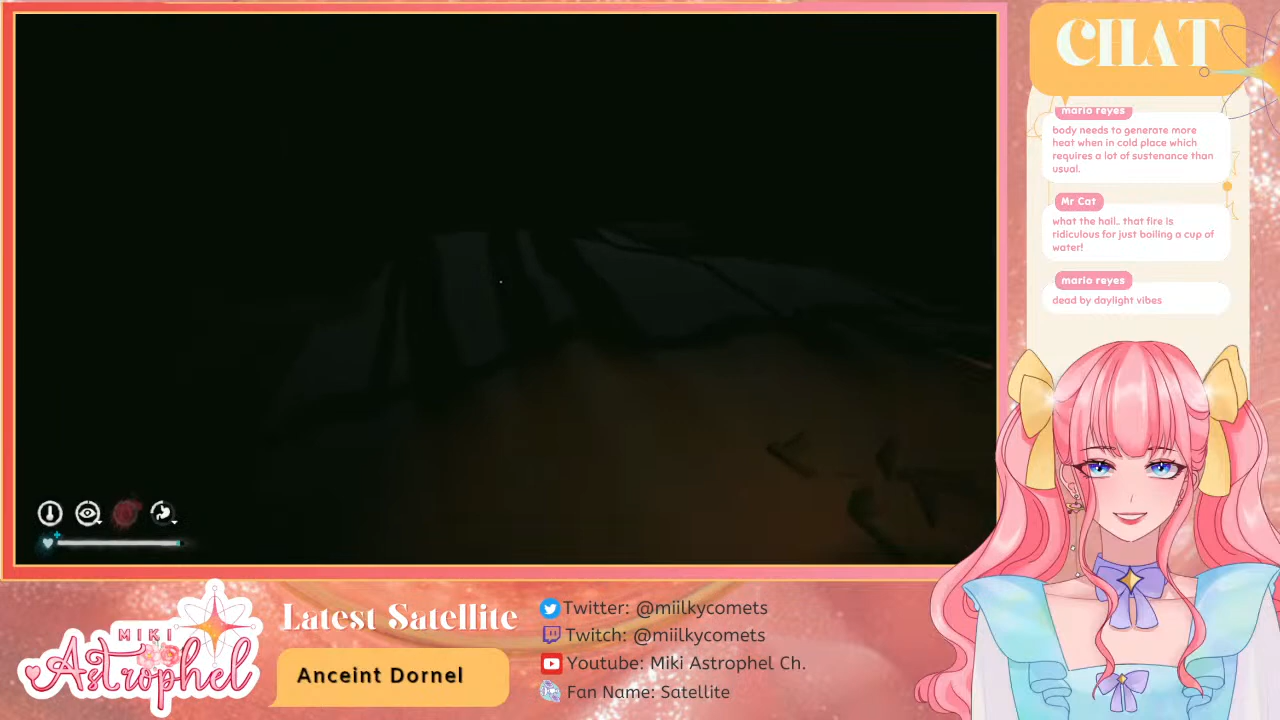 CHAT
mario reyes
body needs to generate more
heat when in cold place which
requires a lot of sustenance than
usual.
Mr Cat
what the hall.. that fire is
ridiculous for just boiling a cup of
water!
mario reyes
dead by daylight vibes
MIKI
Astrophel
Latest Satellite
Anceint Dornel
Twitter: @miilkycomets
Twitch: @miilkycomets
Youtube: Miki Astrophel Ch.
Fan Name: Satellite